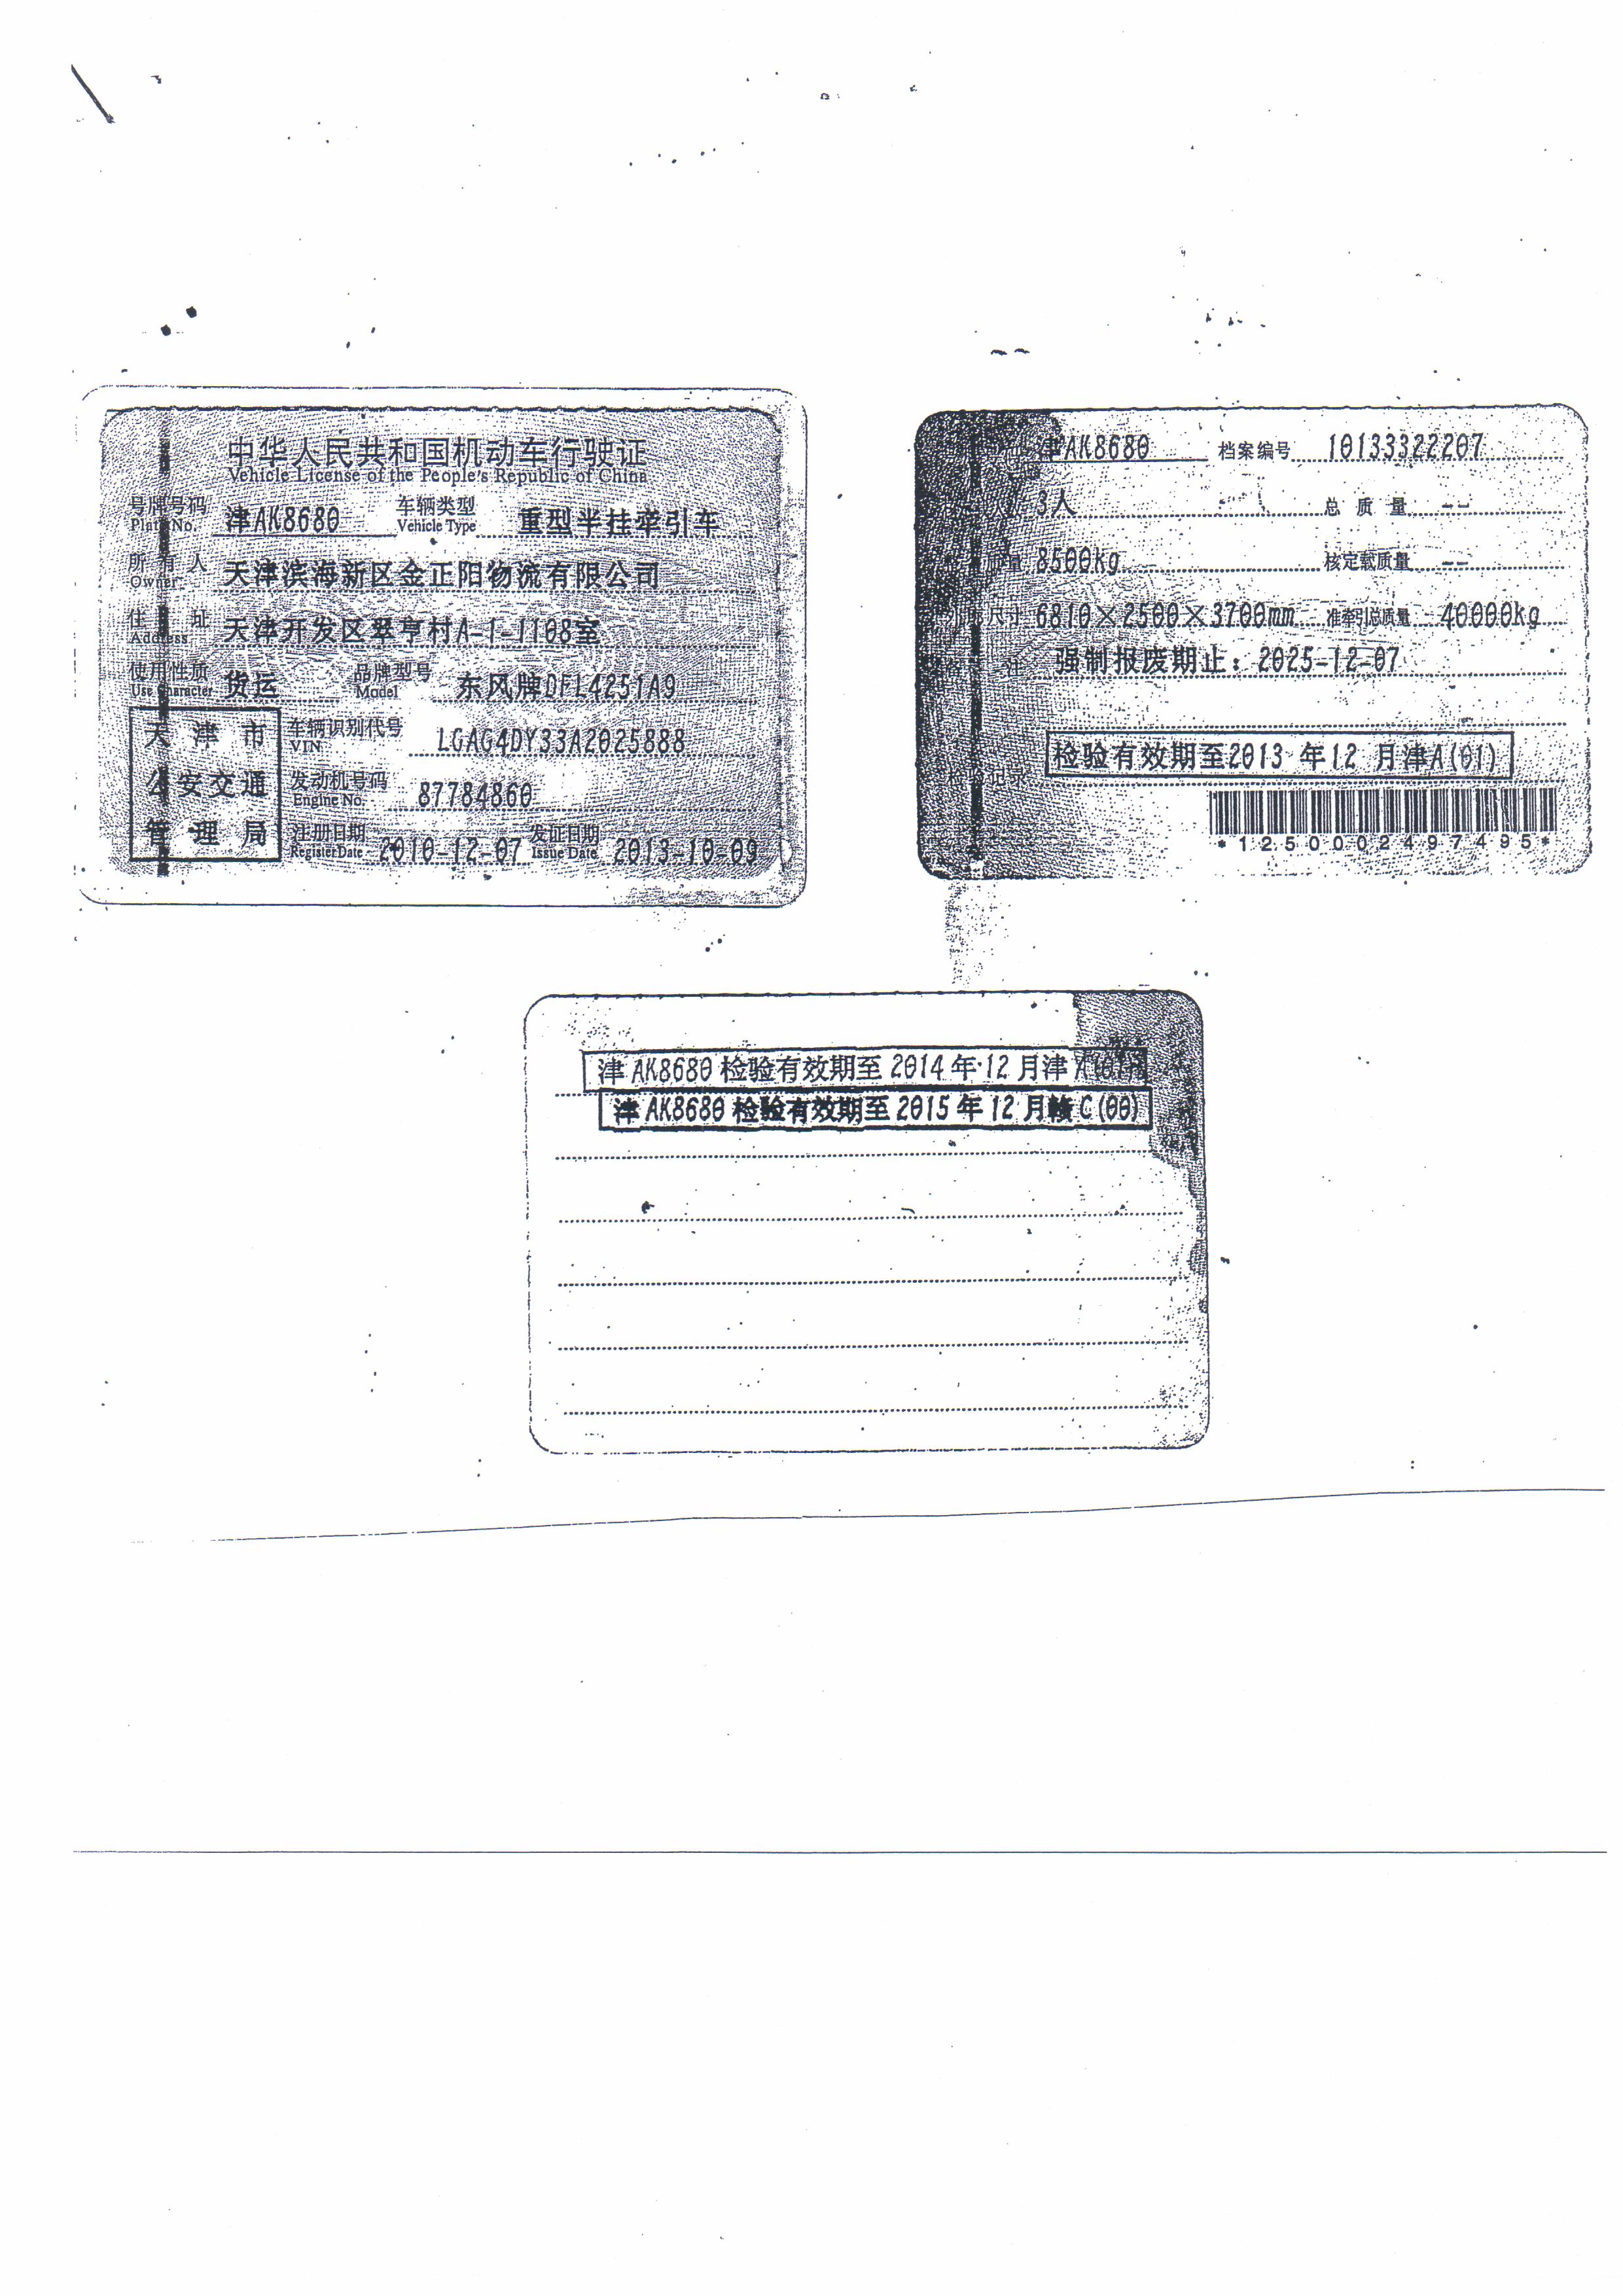 中华人民共和国机动车行驶证
Vehicle License of the People's Republic of China
号牌号码 津AK8680 车辆类型 重型半挂牵引车
Plate No. Vehicle Type
所有人 天津滨海新区金正阳物流有限公司
Owner
住址 天津开发区翠亨村A-1-1108室
Address
使用性质 货运 品牌型号 东风牌DFL4251A9
Use Character Model
天津市 车辆识别代号 LGAG4DY33A2025888
VIN
公安交通 发动机号码 87784860
Engine No.
管理局 注册日期 2010-12-07 发证日期 2013-10-09
Register Date Issue Date
津AK8680 档案编号 10133322207
3人 总质量 --
质量 8500kg 核定载质量 --
尺寸 6810×2500×3700mm 准牵引总质量 40000kg
强制报废期止：2025-12-07
检验记录 检验有效期至2013年12月津A(01)
*1250002497495*
津AK8680检验有效期至2014年12月津A(01)
津AK8680检验有效期至2015年12月赣C(00)